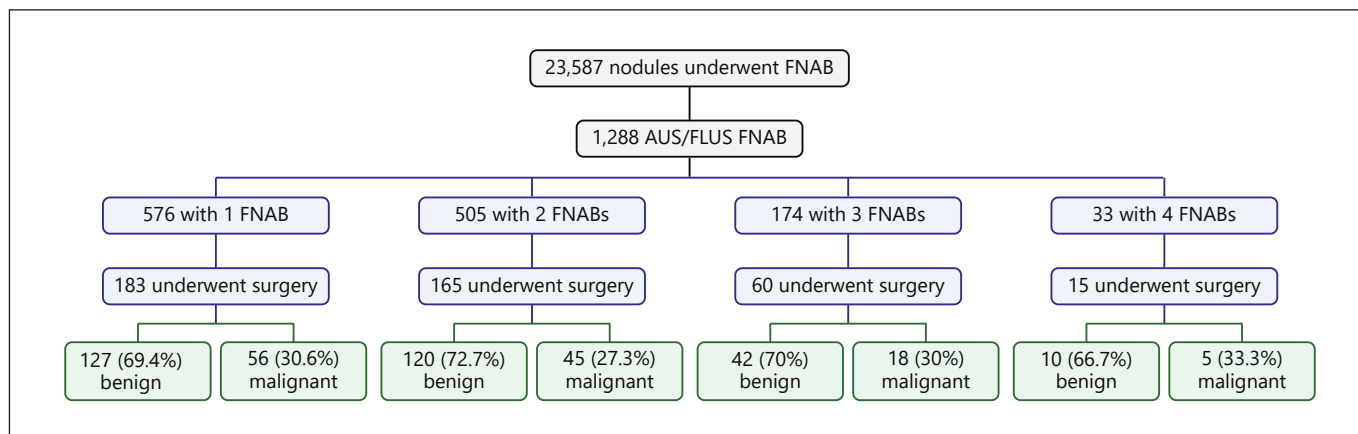 23,587 nodules underwent FNAB
1,288 AUS/FLUS FNAB
576 with 1 FNAB
505 with 2 FNABs
174 with 3 FNABs
33 with 4 FNABs
183 underwent surgery
165 underwent surgery
60 underwent surgery
15 underwent surgery
127 (69.4%)
benign
56 (30.6%)
malignant
120 (72.7%)
benign
45 (27.3%)
malignant
42 (70%)
benign
18 (30%)
malignant
10 (66.7%)
benign
5 (33.3%)
malignant